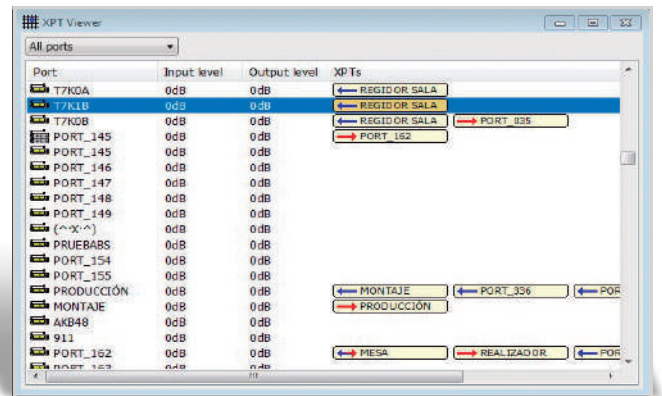 XPT Viewer
All ports
Port Input level Output level XPTs
T7K0A 0dB 0dB REGIDOR SALA
T7K1B 0dB 0dB REGIDOR SALA
T7K0B 0dB 0dB REGIDOR SALA PORT_035
PORT_145 0dB 0dB PORT_162
PORT_145 0dB 0dB
PORT_146 0dB 0dB
PORT_147 0dB 0dB
PORT_148 0dB 0dB
PORT_149 0dB 0dB
(^·X·^) 0dB 0dB
PRUEBABS 0dB 0dB
PORT_154 0dB 0dB
PORT_155 0dB 0dB
PRODUCCIÓN 0dB 0dB MONTAJE PORT_336 POR
MONTAJE 0dB 0dB PRODUCCIÓN
AKB48 0dB 0dB
911 0dB 0dB
PORT_162 0dB 0dB MESA REALIZADOR POR
0dB 0dB